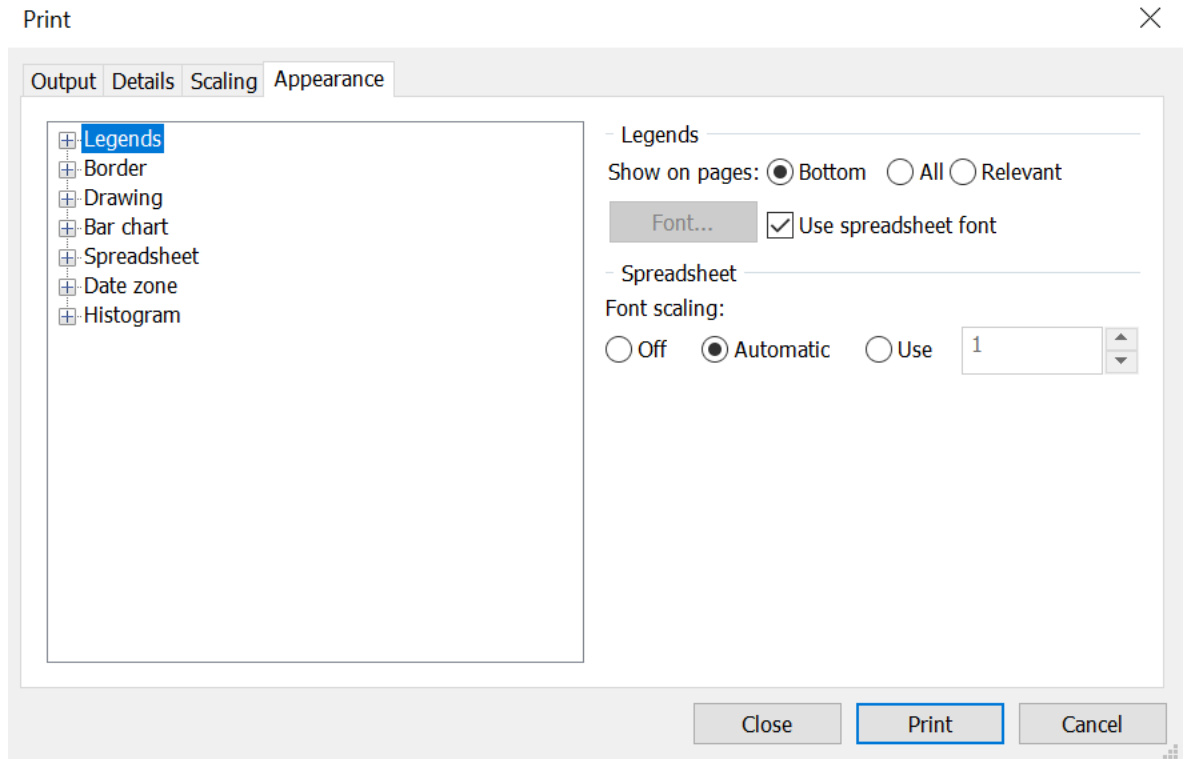 Print
Output Details Scaling Appearance
Legends
Border
Drawing
Bar chart
Spreadsheet
Date zone
Histogram
Legends
Show on pages: Bottom All Relevant
Font... Use spreadsheet font
Spreadsheet
Font scaling:
Off Automatic Use 1
Close Print Cancel